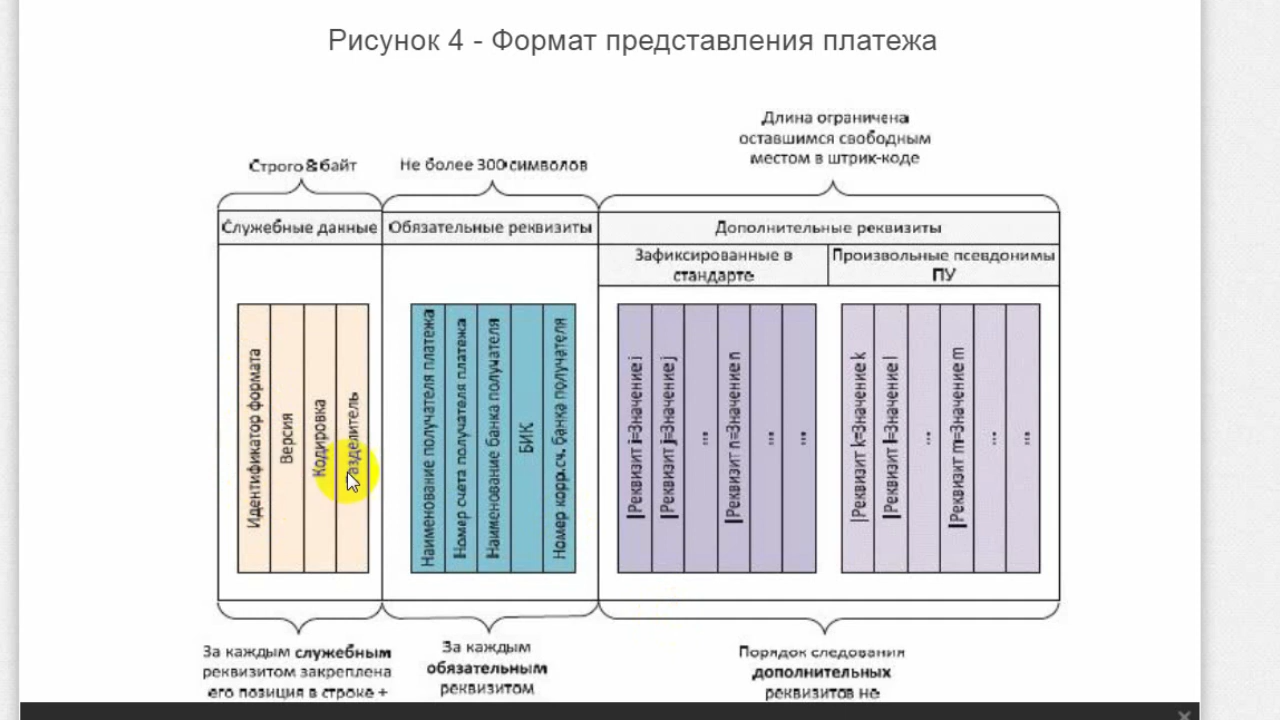 Рисунок 4 - Формат представления платежа
Длина ограничена
оставшимся свободным
местом в штрих-коде
Строго 8 байт
Не более 300 символов
Служебные данные
Обязательные реквизиты
Дополнительные реквизиты
Зафиксированные в
стандарте
Произвольные псевдонимы
ПУ
Идентификатор формата
Версия
Кодировка
Разделитель
Наименование получателя платежа
Номер счета получателя платежа
Наименование банка получателя
БИК
Номер корр.сч. банка получателя
|Реквизит i=Значение i
|Реквизит j=Значение j
...
|Реквизит n=Значение n
...
...
|Реквизит k=Значение k
|Реквизит l=Значение l
...
|Реквизит m=Значение m
...
...
За каждым служебным
реквизитом закреплена
его позиция в строке +
За каждым
обязательным
реквизитом
Порядок следования
дополнительных
реквизитов не